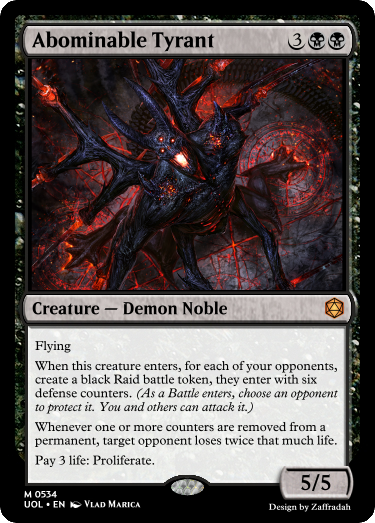 Abominable Tyrant 3
Creature — Demon Noble
Flying
When this creature enters, for each of your opponents,
create a black Raid battle token, they enter with six
defense counters. (As a Battle enters, choose an opponent
to protect it. You and others can attack it.)
Whenever one or more counters are removed from a
permanent, target opponent loses twice that much life.
Pay 3 life: Proliferate.
5/5
M 0534
UOL • EN Vlad Marica
Design by Zaffradah